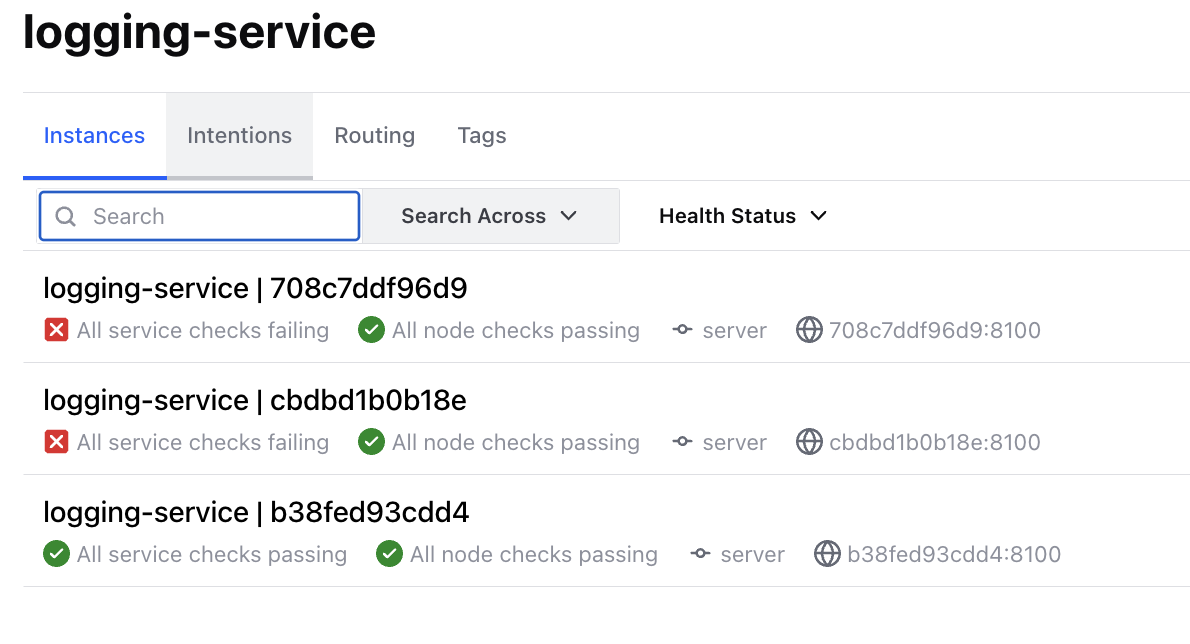 logging-service
Instances Intentions Routing Tags
Search Search Across Health Status
logging-service | 708c7ddf96d9
All service checks failing All node checks passing server 708c7ddf96d9:8100
logging-service | cbdbd1b0b18e
All service checks failing All node checks passing server cbdbd1b0b18e:8100
logging-service | b38fed93cdd4
All service checks passing All node checks passing server b38fed93cdd4:8100